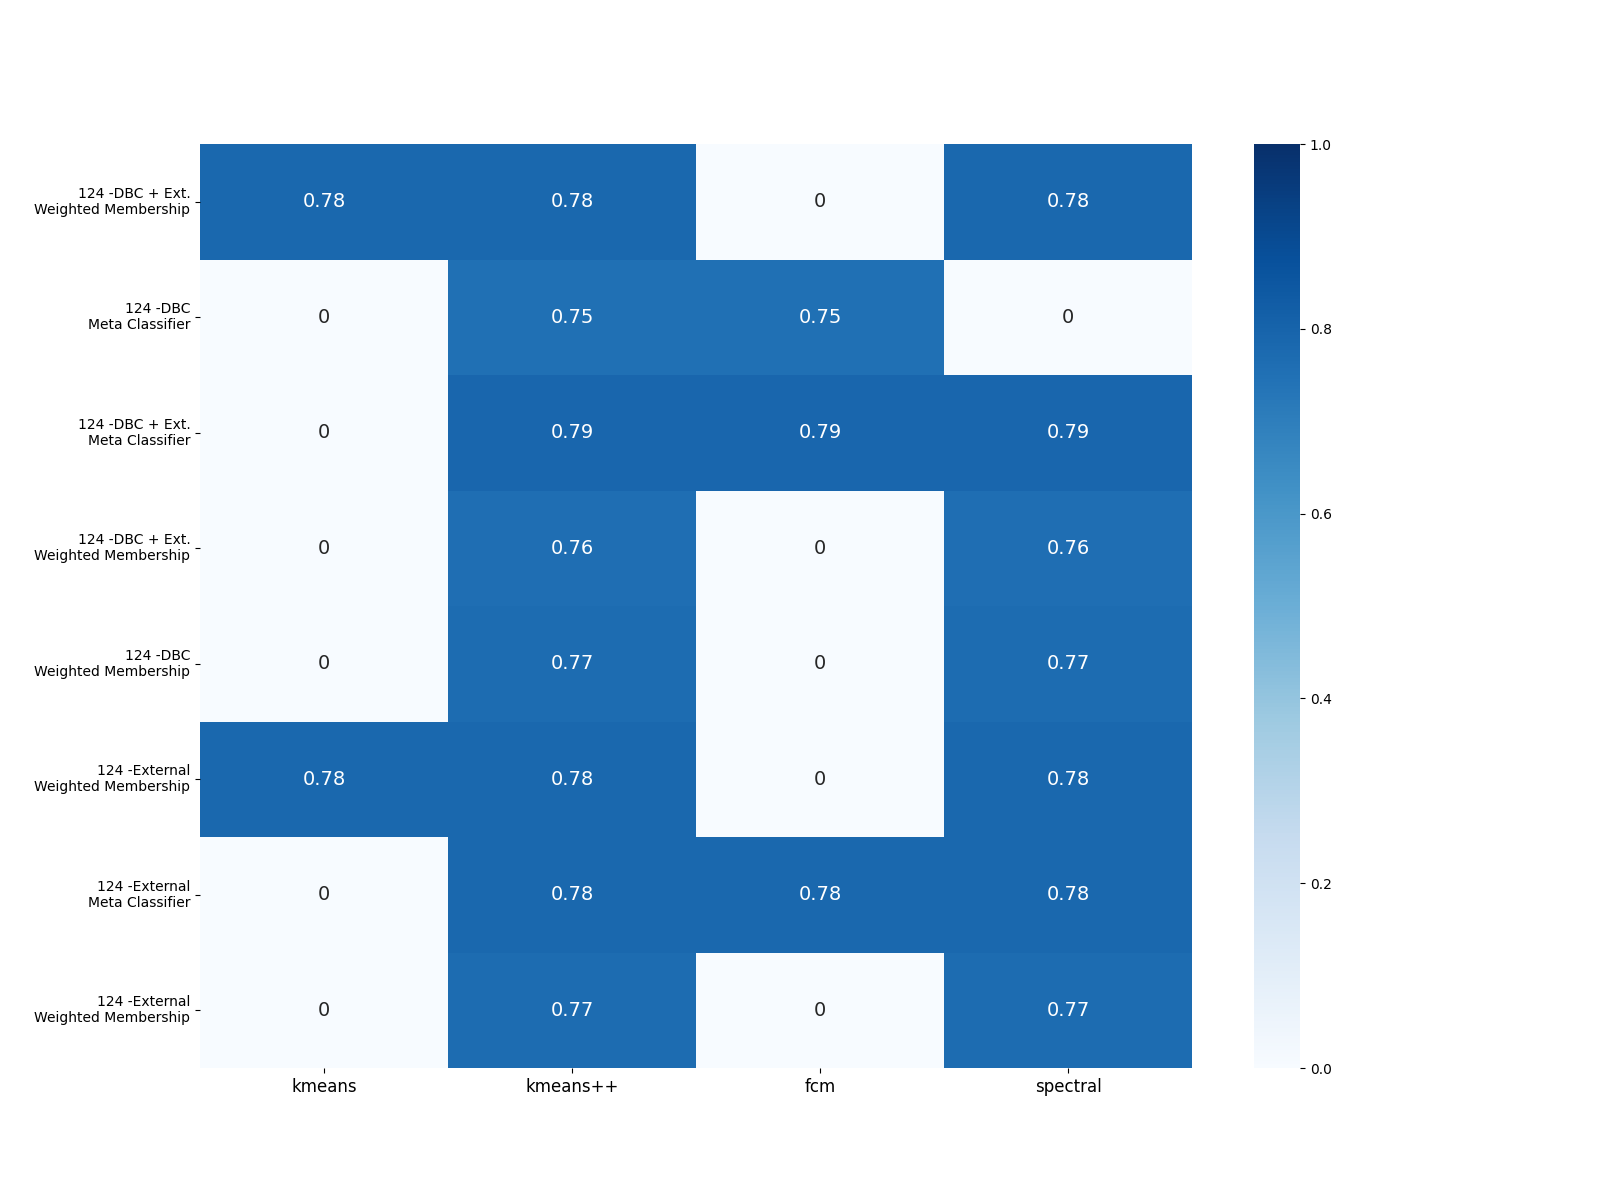 124 -DBC + Ext.
Weighted Membership
0.78 0.78 0 0.78
124 -DBC
Meta Classifier
0 0.75 0.75 0
124 -DBC + Ext.
Meta Classifier
0 0.79 0.79 0.79
124 -DBC + Ext.
Weighted Membership
0 0.76 0 0.76
124 -DBC
Weighted Membership
0 0.77 0 0.77
124 -External
Weighted Membership
0.78 0.78 0 0.78
124 -External
Meta Classifier
0 0.78 0.78 0.78
124 -External
Weighted Membership
0 0.77 0 0.77
kmeans kmeans++ fcm spectral
1.0
0.8
0.6
0.4
0.2
0.0